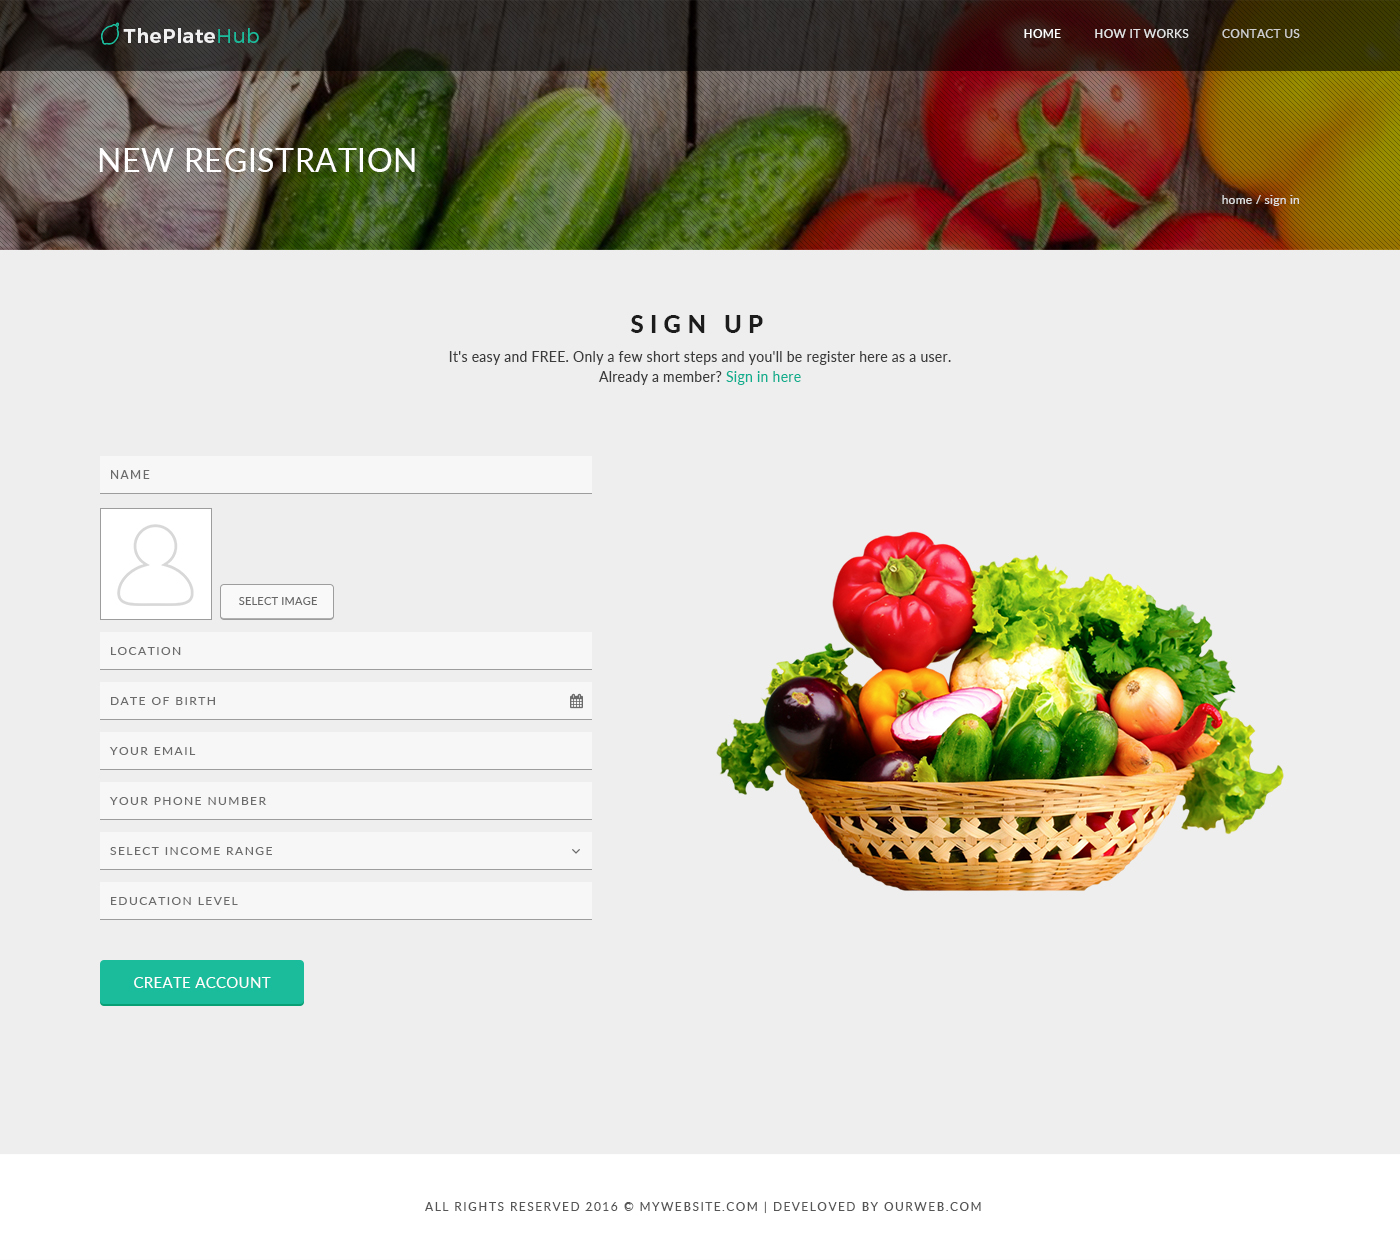 ThePlateHub
HOME HOW IT WORKS CONTACT US
NEW REGISTRATION
home / sign in
SIGN UP
It's easy and FREE. Only a few short steps and you'll be register here as a user.
Already a member? Sign in here
NAME
SELECT IMAGE
LOCATION
DATE OF BIRTH
YOUR EMAIL
YOUR PHONE NUMBER
SELECT INCOME RANGE
EDUCATION LEVEL
CREATE ACCOUNT
ALL RIGHTS RESERVED 2016 © MYWEBSITE.COM | DEVELOVED BY OURWEB.COM